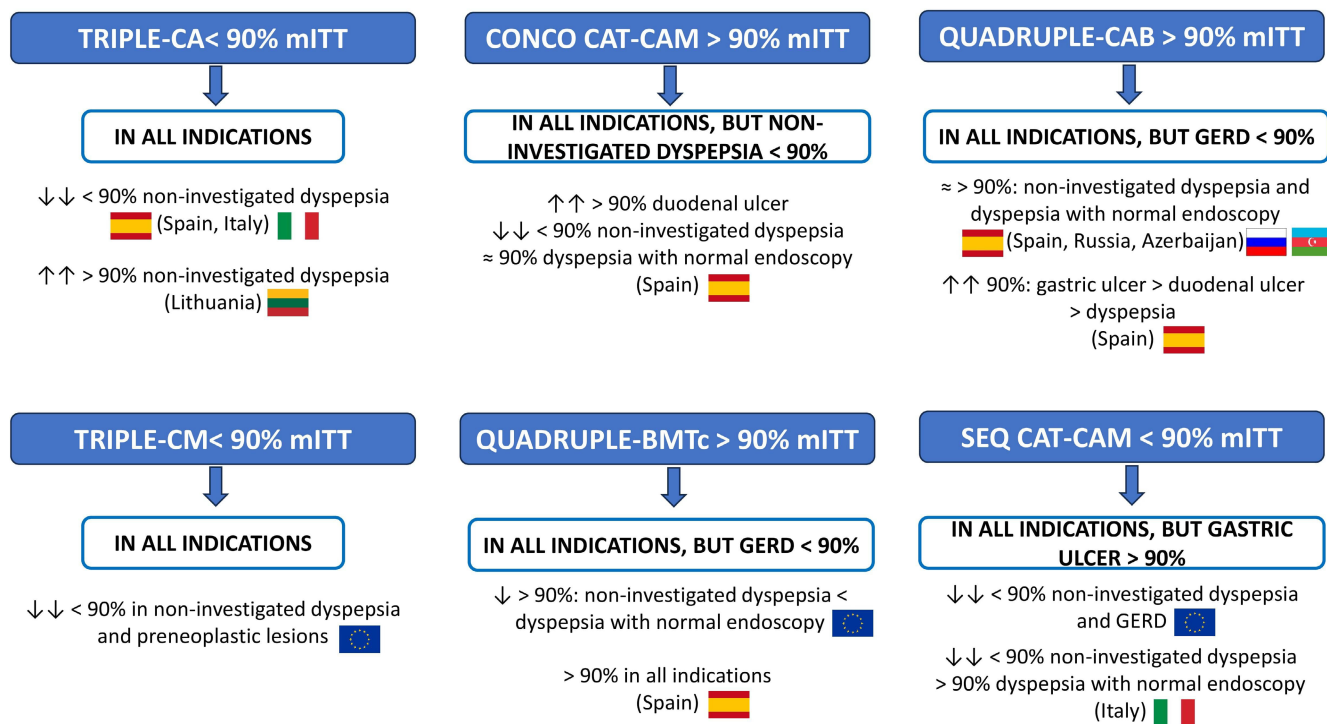 TRIPLE-CA< 90% mITT
IN ALL INDICATIONS
↓↓ < 90% non-investigated dyspepsia
(Spain, Italy)
↑↑ > 90% non-investigated dyspepsia
(Lithuania)
CONCO CAT-CAM > 90% mITT
IN ALL INDICATIONS, BUT NON-
INVESTIGATED DYSPEPSIA < 90%
↑↑ > 90% duodenal ulcer
↓↓ < 90% non-investigated dyspepsia
≈ 90% dyspepsia with normal endoscopy
(Spain)
QUADRUPLE-CAB > 90% mITT
IN ALL INDICATIONS, BUT GERD < 90%
≈ > 90%: non-investigated dyspepsia and
dyspepsia with normal endoscopy
(Spain, Russia, Azerbaijan)
↑↑ 90%: gastric ulcer > duodenal ulcer
> dyspepsia
(Spain)
TRIPLE-CM< 90% mITT
IN ALL INDICATIONS
↓↓ < 90% in non-investigated dyspepsia
and preneoplastic lesions
QUADRUPLE-BMTc > 90% mITT
IN ALL INDICATIONS, BUT GERD < 90%
↓ > 90%: non-investigated dyspepsia <
dyspepsia with normal endoscopy
> 90% in all indications
(Spain)
SEQ CAT-CAM < 90% mITT
IN ALL INDICATIONS, BUT GASTRIC
ULCER > 90%
↓↓ < 90% non-investigated dyspepsia
and GERD
↓↓ < 90% non-investigated dyspepsia
> 90% dyspepsia with normal endoscopy
(Italy)